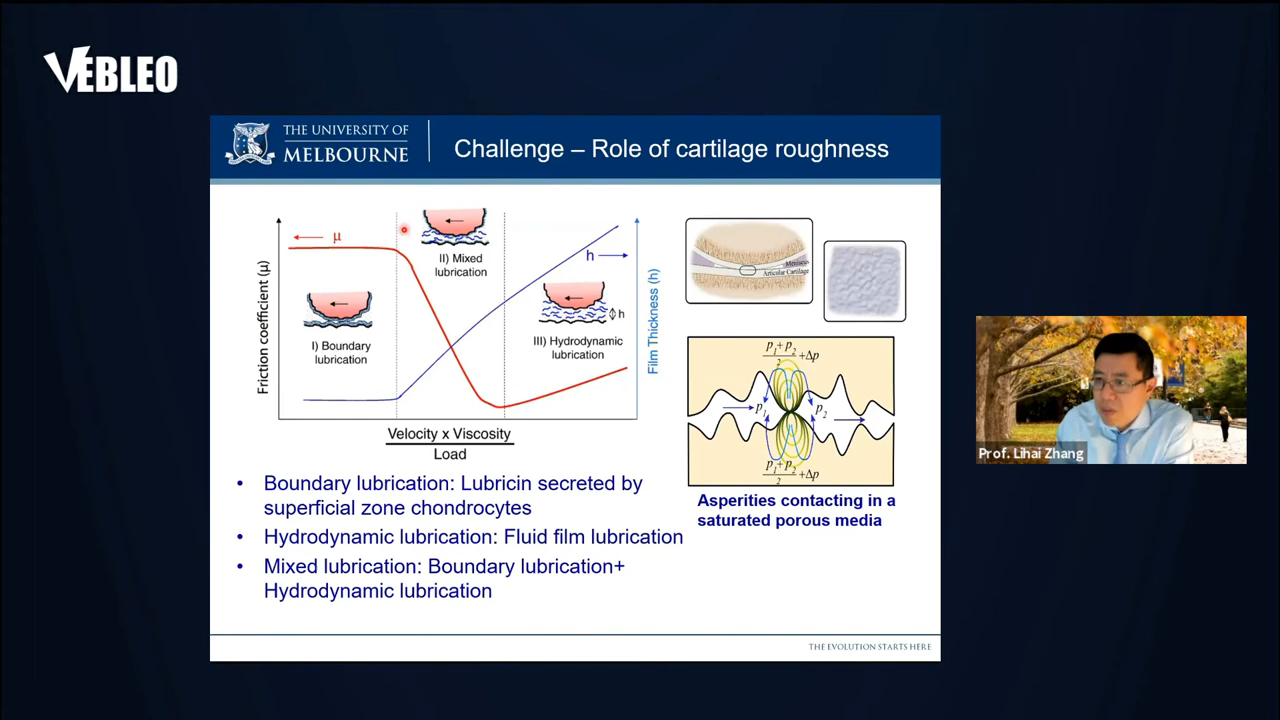 VEBLEO
THE UNIVERSITY OF
MELBOURNE
Challenge – Role of cartilage roughness
μ
II) Mixed
lubrication
h
I) Boundary
lubrication
h
III) Hydrodynamic
lubrication
Friction coefficient (μ)
Film Thickness (h)
Velocity x Viscosity
Load
Meniscus
Articular Cartilage
p₁+p₂
2
+Δp
p₁
p₂
p₁+p₂
2
+Δp
Asperities contacting in a
saturated porous media
• Boundary lubrication: Lubricin secreted by
superficial zone chondrocytes
• Hydrodynamic lubrication: Fluid film lubrication
• Mixed lubrication: Boundary lubrication+
Hydrodynamic lubrication
THE EVOLUTION STARTS HERE
Prof. Lihai Zhang